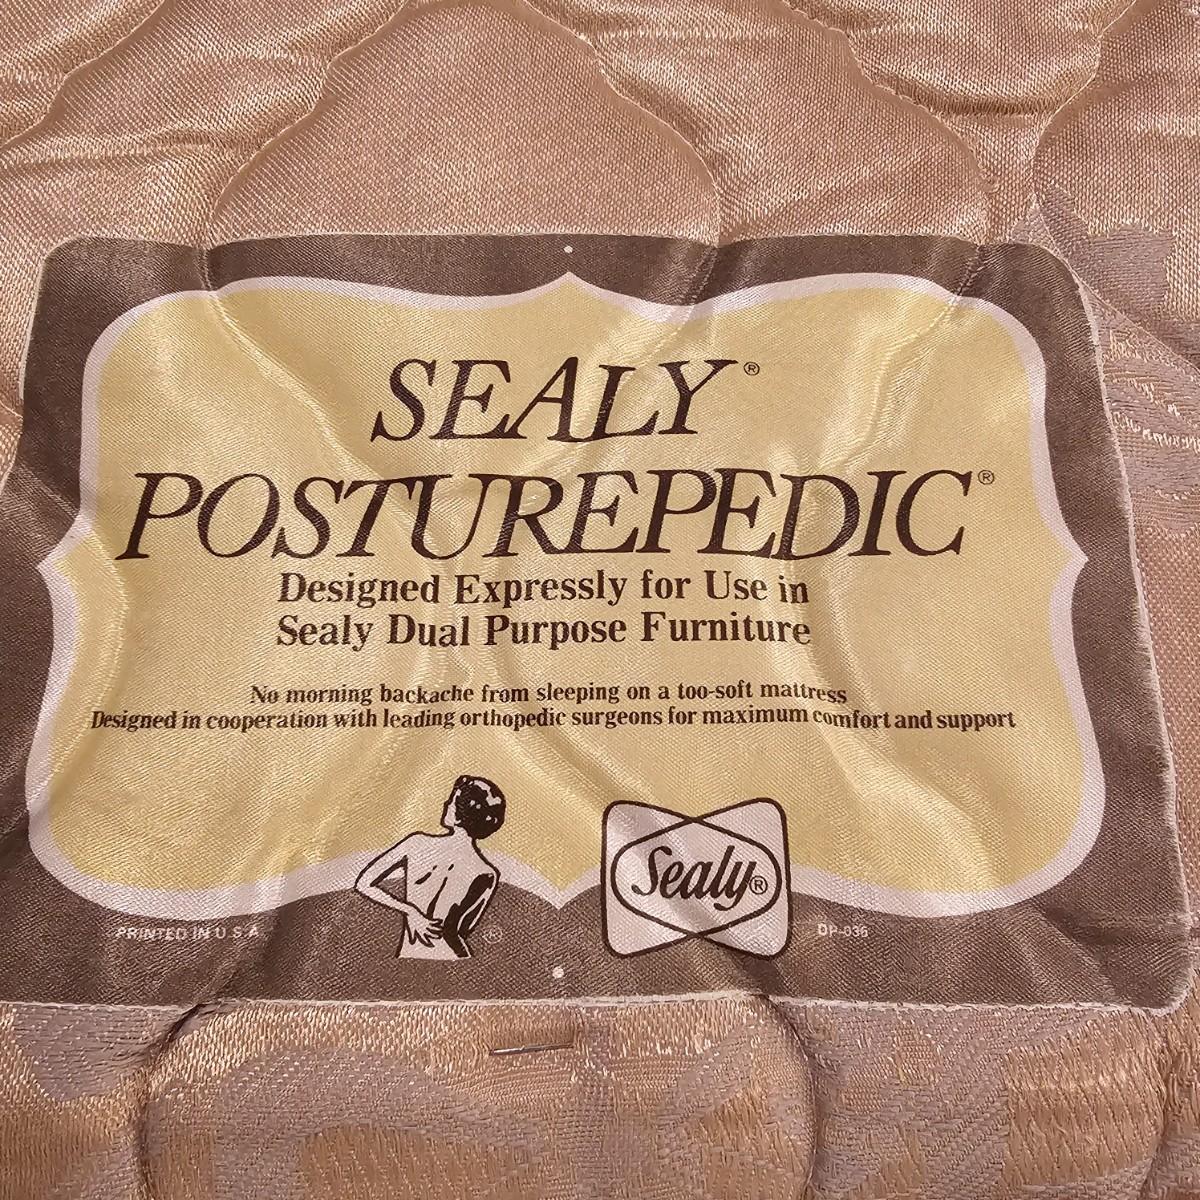 SEALY®
POSTUREPEDIC®
Designed Expressly for Use in
Sealy Dual Purpose Furniture
No morning backache from sleeping on a too-soft mattress
Designed in cooperation with leading orthopedic surgeons for maximum comfort and support
Sealy®
PRINTED IN U.S.A.
®
DP-036